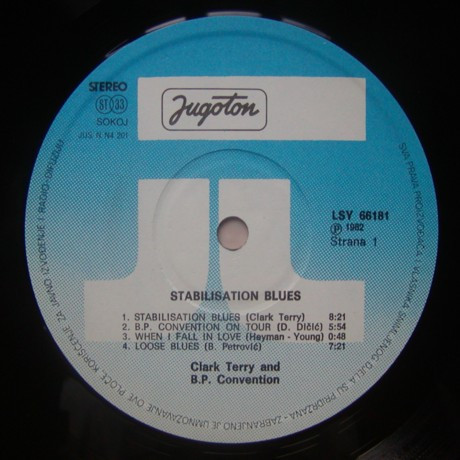 STEREO
ST 33
SOKOJ
JUS. N. N4 201
Jugoton
LSV 66181
Ⓟ 1982
Strana 1
STABILISATION BLUES
1. STABILISATION BLUES (Clark Terry) 8:21
2. B.P. CONVENTION ON TOUR (D. Dičić) 5:54
3. WHEN I FALL IN LOVE (Heyman - Young) 0:48
4. LOOSE BLUES (B. Petrović) 7:21
Clark Terry and
B.P. Convention
SVA PRAVA PROIZVOĐAČA I VLASNIKA SNIMLJENOG DJELA SU PRIDRŽANA - ZABRANJENO JE UMNOŽAVANJE OVE PLOČE, KORIŠĆENJE ZA JAVNO IZVOĐENJE I RADIO-DIFUZIJU